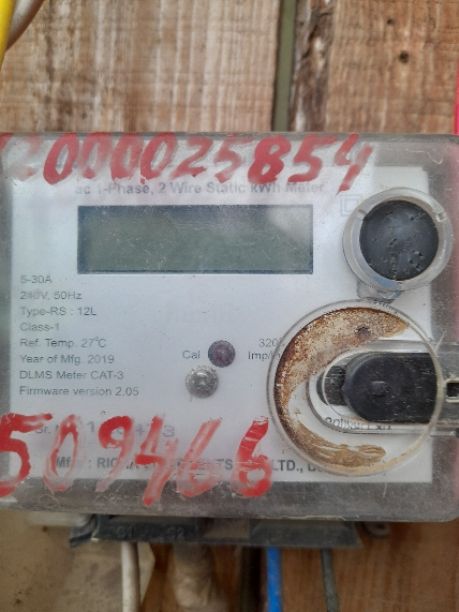 2000025854
ac 1-Phase, 2 Wire Static kWh Meter
5-30A
240V, 50Hz
Type-RS : 12L
Class-1
Ref. Temp. 27°C
Cal
Year of Mfg. 2019
DLMS Meter CAT-3
Firmware version 2.05
509466